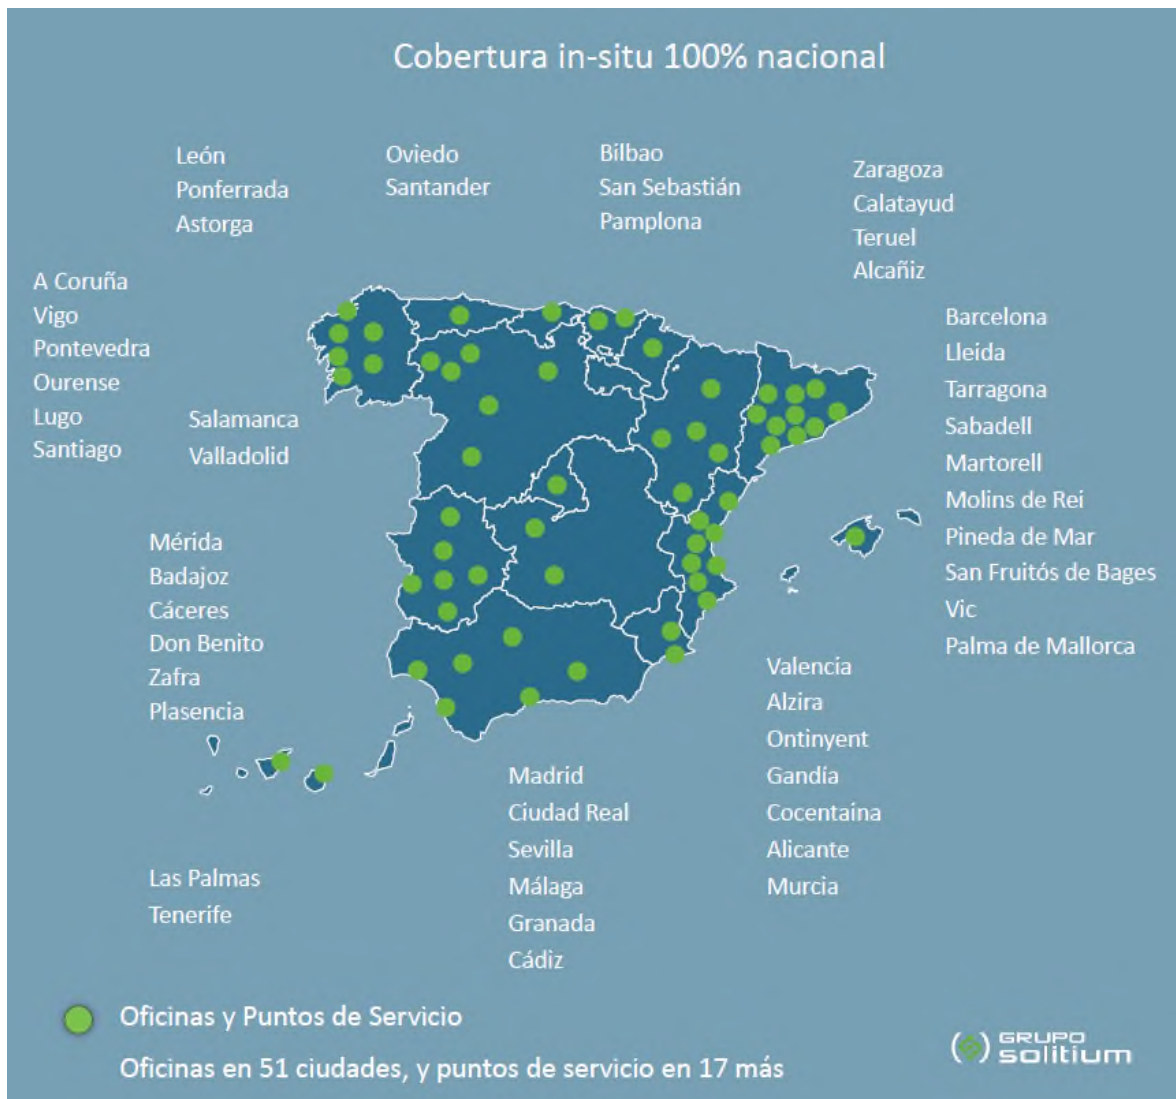 Cobertura in-situ 100% nacional
León
Ponferrada
Astorga
Oviedo
Santander
Bilbao
San Sebastián
Pamplona
Zaragoza
Calatayud
Teruel
Alcañiz
A Coruña
Vigo
Pontevedra
Ourense
Lugo
Santiago
Salamanca
Valladolid
Barcelona
Lleida
Tarragona
Sabadell
Martorell
Molins de Rei
Pineda de Mar
San Fruitós de Bages
Vic
Palma de Mallorca
Mérida
Badajoz
Cáceres
Don Benito
Zafra
Plasencia
Valencia
Alzira
Ontinyent
Gandía
Cocentaina
Alicante
Murcia
Madrid
Ciudad Real
Sevilla
Málaga
Granada
Cádiz
Las Palmas
Tenerife
Oficinas y Puntos de Servicio
Oficinas en 51 ciudades, y puntos de servicio en 17 más
GRUPO
solitium